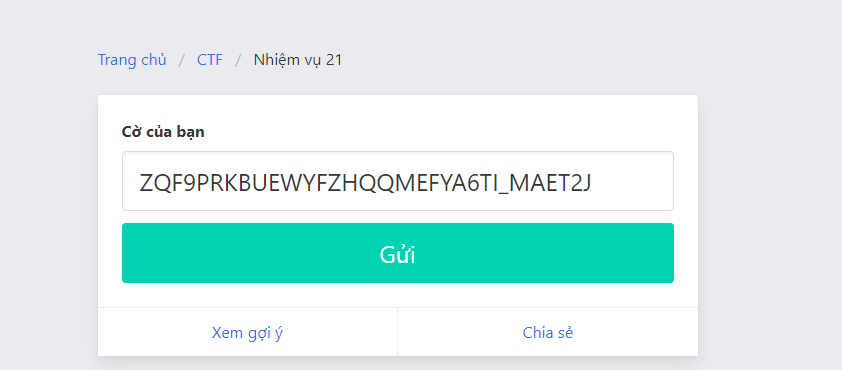 Trang chủ / CTF / Nhiệm vụ 21
Cờ của bạn
ZQF9PRKBUEWYFZHQQMEFYA6TI_MAET2J
Gửi
Xem gợi ý
Chia sẻ